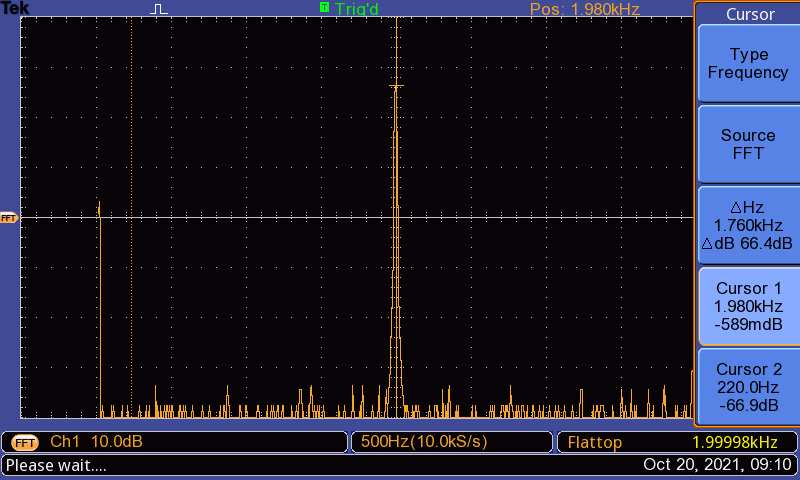 Tek
T Trig'd
Pos: 1.980kHz
Cursor
Type
Frequency
Source
FFT
△Hz
1.760kHz
△dB 66.4dB
Cursor 1
1.980kHz
-589mdB
Cursor 2
220.0Hz
-66.9dB
FFT
FFT Ch1 10.0dB
500Hz(10.0kS/s)
Flattop 1.99998kHz
Please wait....
Oct 20, 2021, 09:10